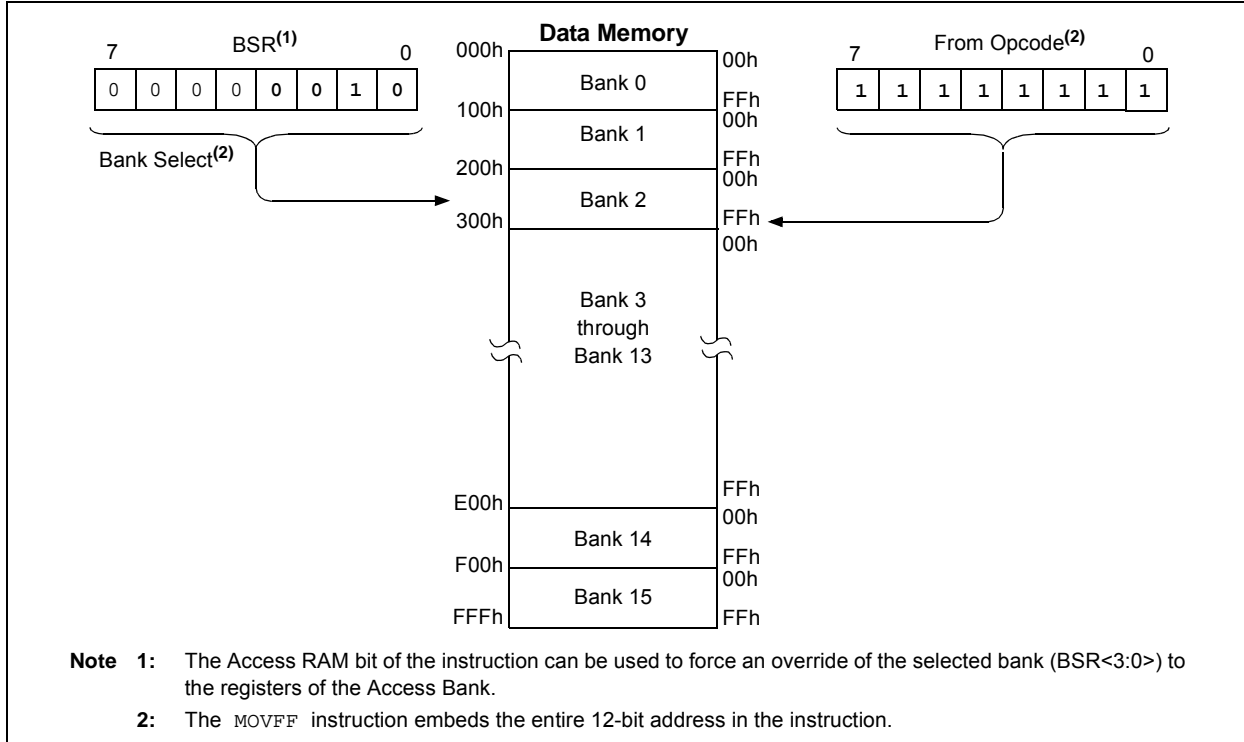 Data Memory
7 BSR(1) 0
0 0 0 0 0 0 1 0
Bank Select(2)
7 From Opcode(2) 0
1 1 1 1 1 1 1 1
000h
Bank 0
00h
FFh
100h
Bank 1
00h
FFh
200h
Bank 2
00h
FFh
300h
00h
Bank 3
through
Bank 13
FFh
E00h
Bank 14
00h
FFh
F00h
Bank 15
00h
FFFh
FFh
Note 1: The Access RAM bit of the instruction can be used to force an override of the selected bank (BSR<3:0>) to
the registers of the Access Bank.
2: The MOVFF instruction embeds the entire 12-bit address in the instruction.